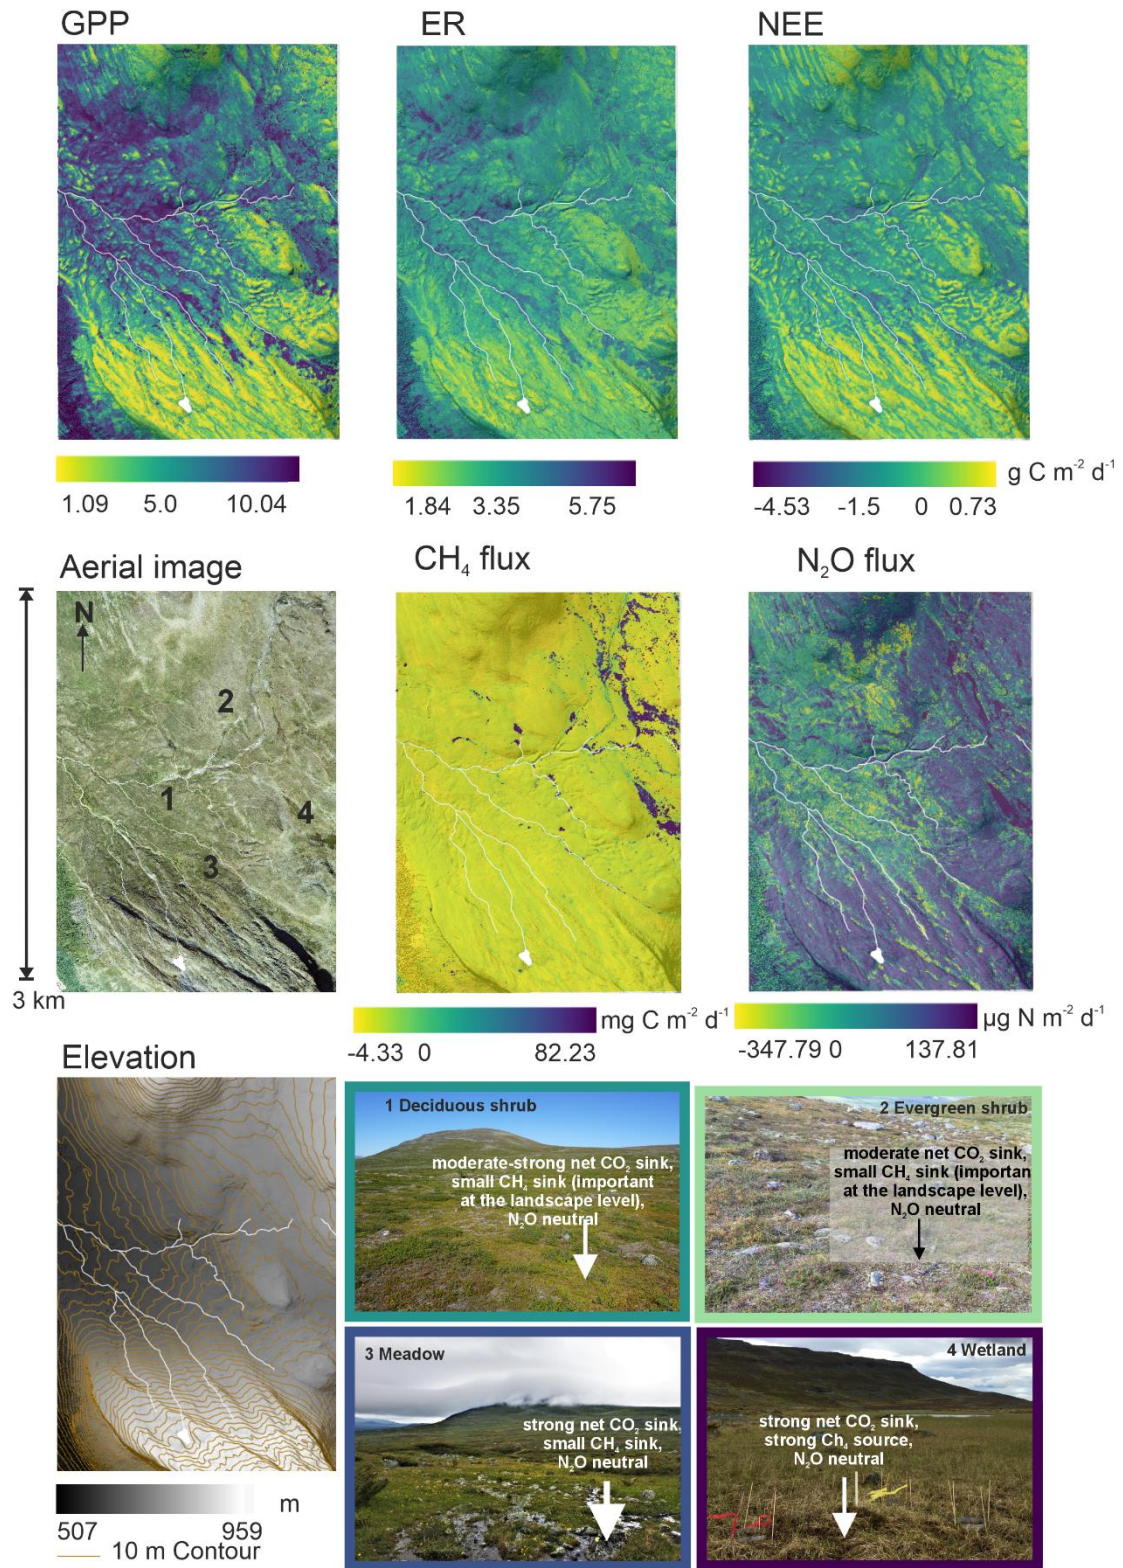 GPP
ER
NEE
1.09 5.0 10.04
1.84 3.35 5.75
-4.53 -1.5 0 0.73
g C m⁻² d⁻¹
Aerial image
CH₄ flux
N₂O flux
N
2
1
4
3
3 km
-4.33 0 82.23
mg C m⁻² d⁻¹
-347.79 0 137.81
µg N m⁻² d⁻¹
Elevation
507 959
m
10 m Contour
1 Deciduous shrub
moderate-strong net CO₂ sink,
small CH₄ sink (important
at the landscape level),
N₂O neutral
2 Evergreen shrub
moderate net CO₂ sink,
small CH₄ sink (important
at the landscape level),
N₂O neutral
3 Meadow
strong net CO₂ sink,
small CH₄ sink,
N₂O neutral
4 Wetland
strong net CO₂ sink,
strong Ch₄ source,
N₂O neutral